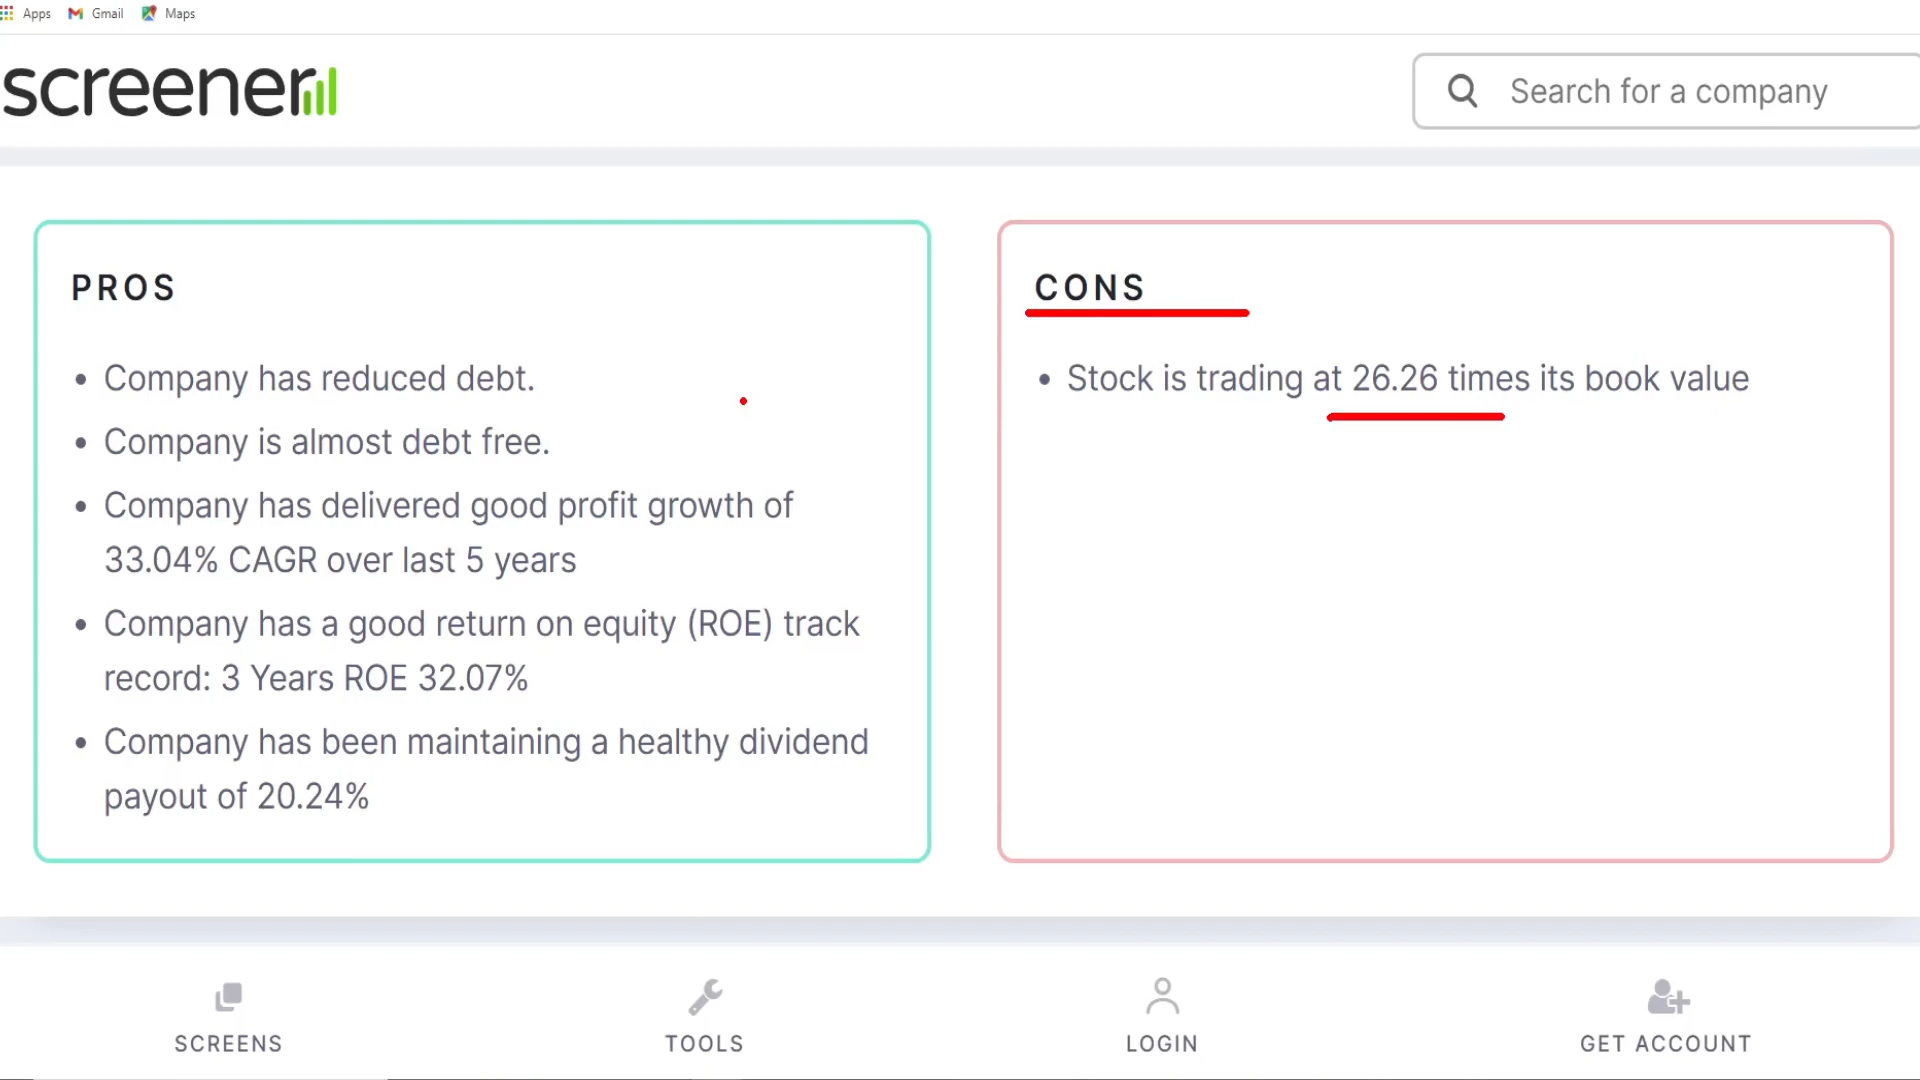 Apps Gmail Maps
screener
Search for a company
PROS
• Company has reduced debt.
• Company is almost debt free.
• Company has delivered good profit growth of
33.04% CAGR over last 5 years
• Company has a good return on equity (ROE) track
record: 3 Years ROE 32.07%
• Company has been maintaining a healthy dividend
payout of 20.24%
CONS
• Stock is trading at 26.26 times its book value
SCREENS TOOLS LOGIN GET ACCOUNT